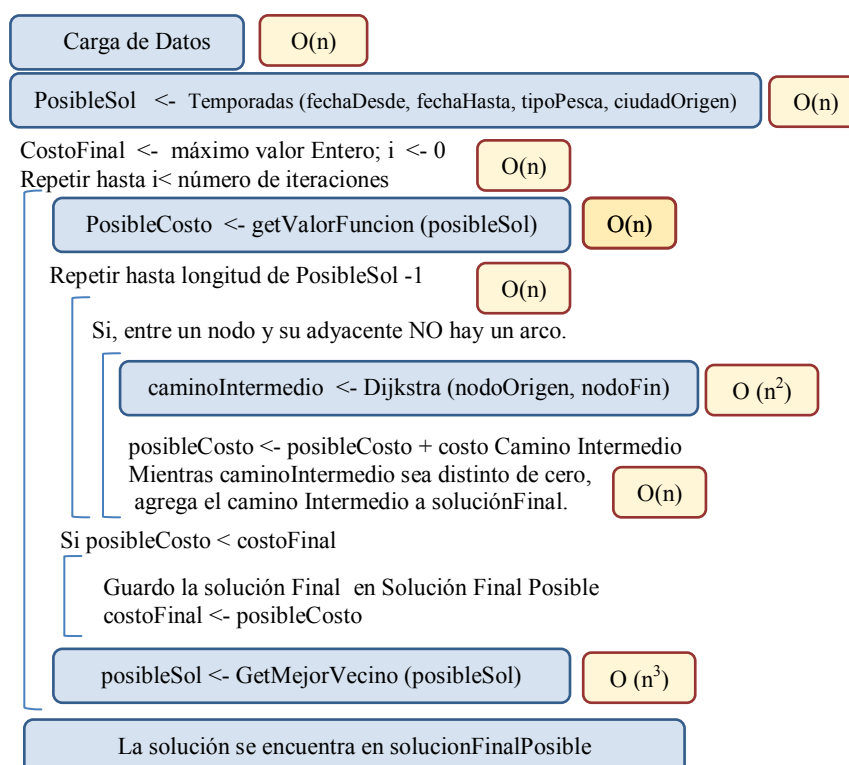 Carga de Datos O(n)
PosibleSol <- Temporadas (fechaDesde, fechaHasta, tipoPesca, ciudadOrigen) O(n)
CostoFinal <- máximo valor Entero; i <- 0
Repetir hasta i< número de iteraciones O(n)
PosibleCosto <- getValorFuncion (posibleSol) O(n)
Repetir hasta longitud de PosibleSol -1 O(n)
Si, entre un nodo y su adyacente NO hay un arco.
caminoIntermedio <- Dijkstra (nodoOrigen, nodoFin) O (n²)
posibleCosto <- posibleCosto + costo Camino Intermedio
Mientras caminoIntermedio sea distinto de cero,
agrega el camino Intermedio a soluciónFinal. O(n)
Si posibleCosto < costoFinal
Guardo la solución Final en Solución Final Posible
costoFinal <- posibleCosto
posibleSol <- GetMejorVecino (posibleSol) O (n³)
La solución se encuentra en solucionFinalPosible